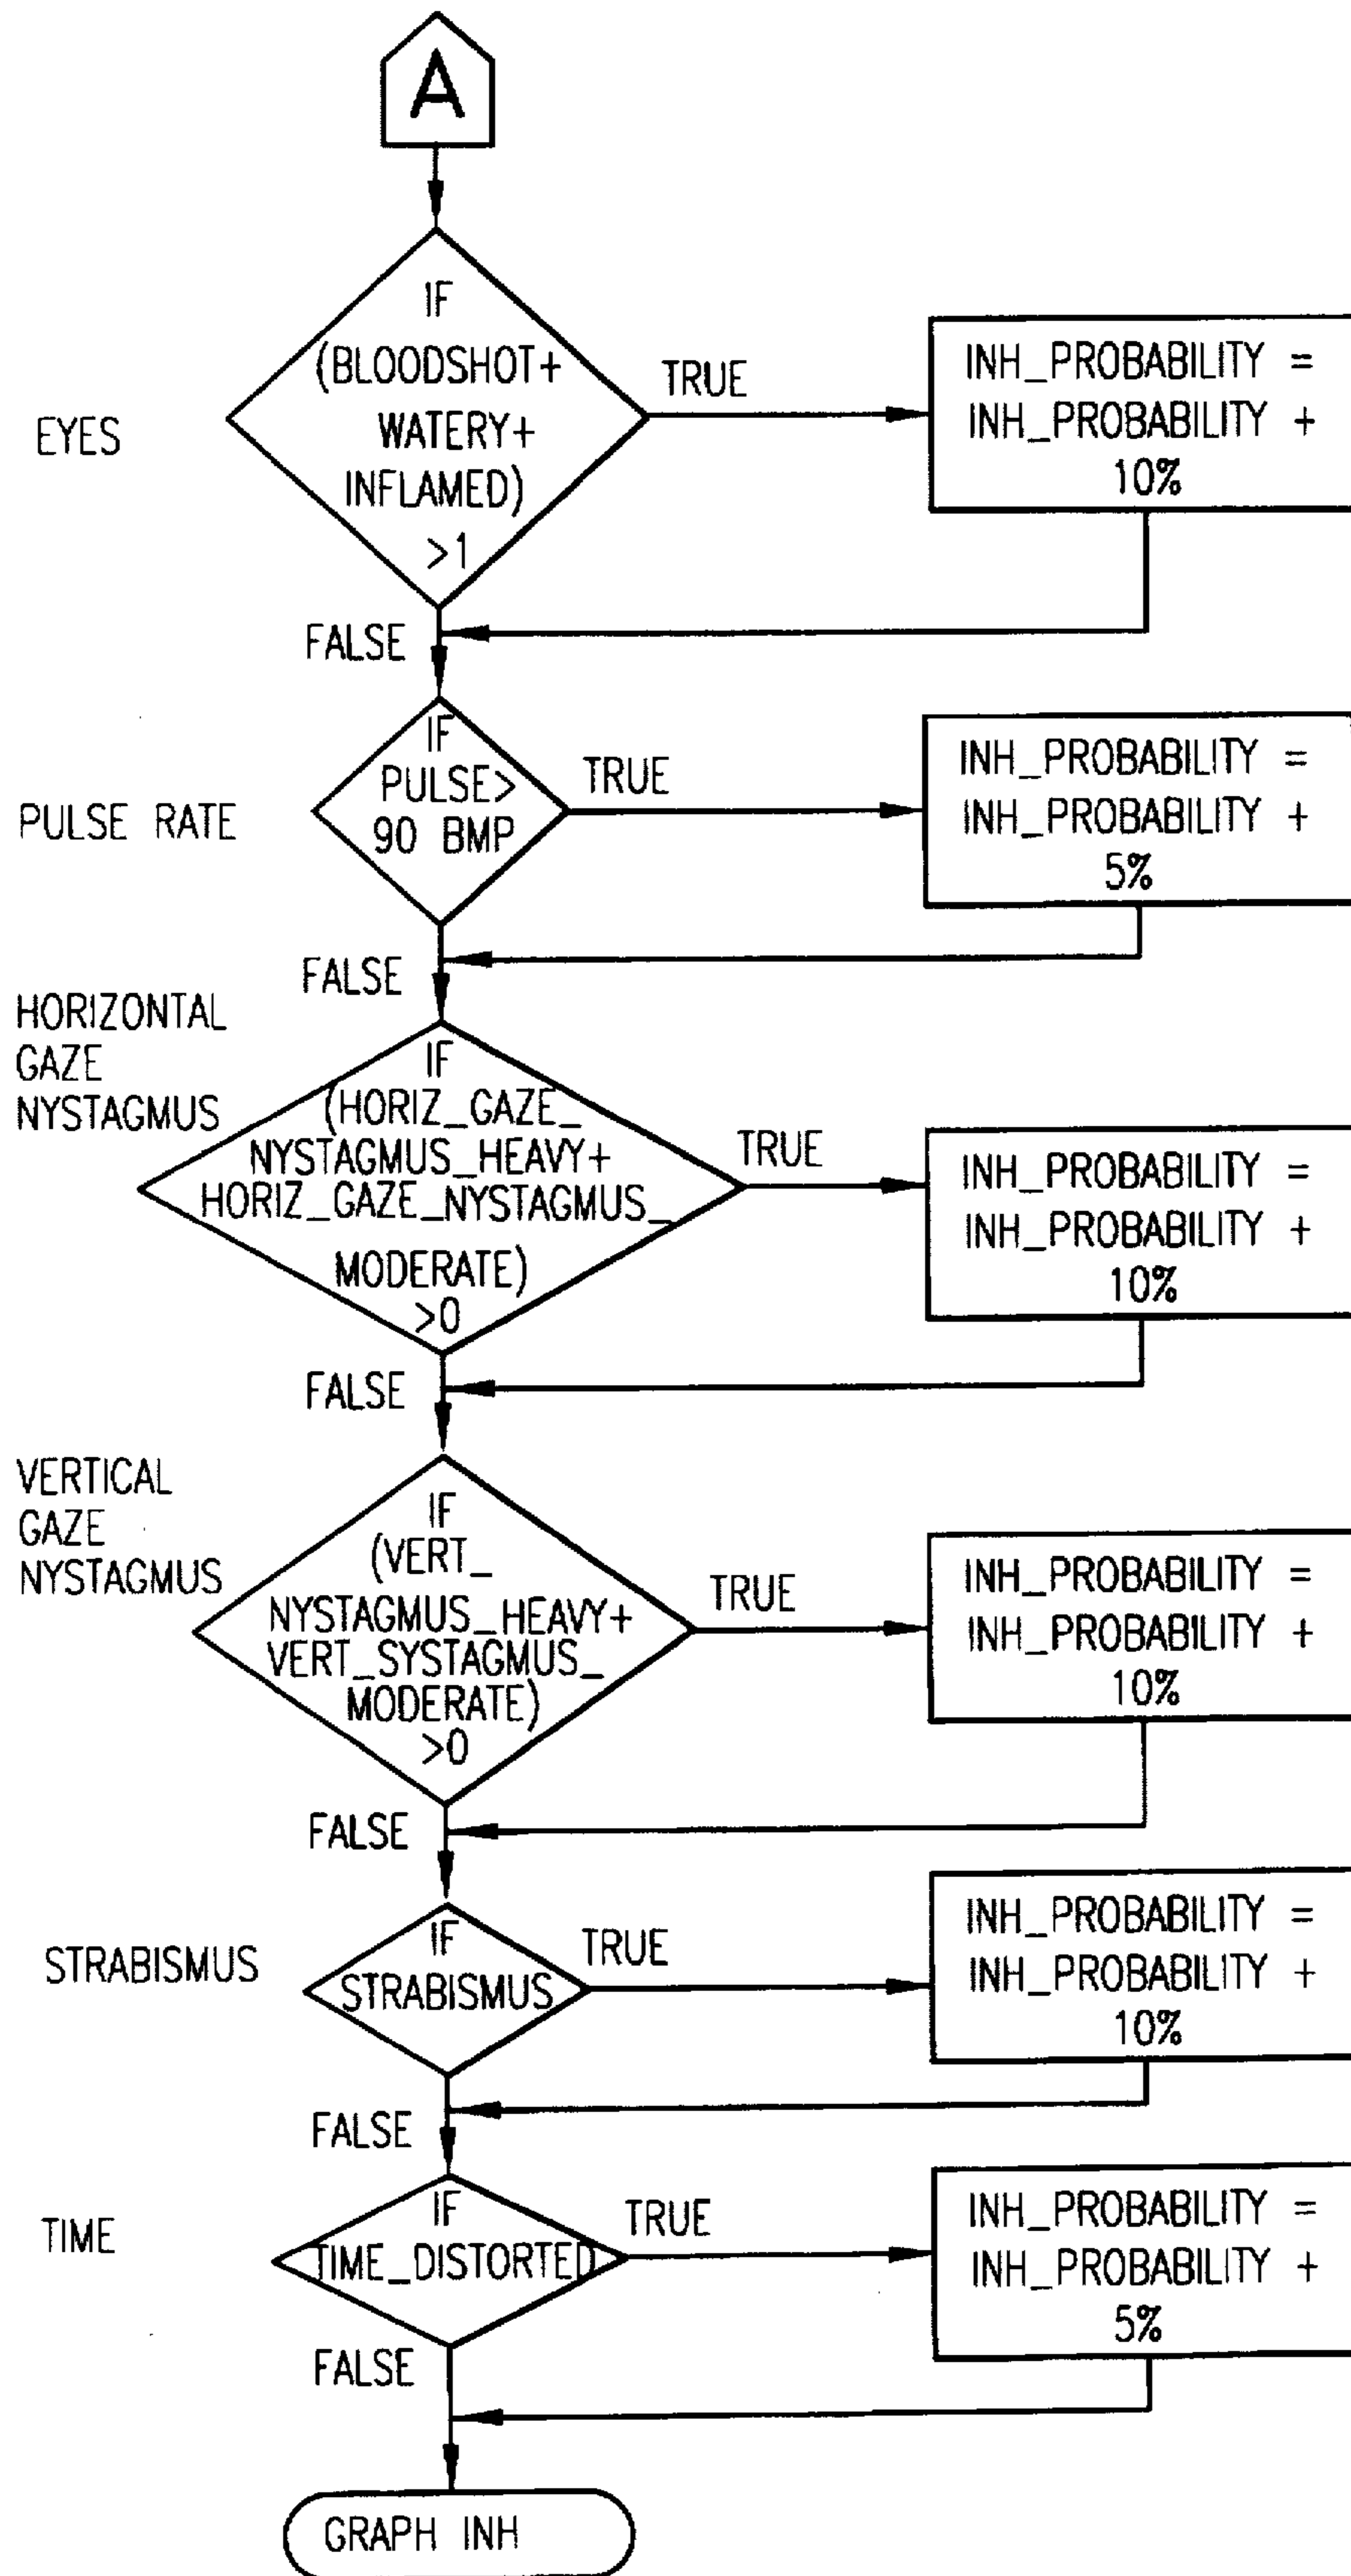 A
EYES
IF
(BLOODSHOT+
WATERY+
INFLAMED)
>1
TRUE
INH_PROBABILITY =
INH_PROBABILITY +
10%
FALSE
PULSE RATE
IF
PULSE>
90 BMP
TRUE
INH_PROBABILITY =
INH_PROBABILITY +
5%
FALSE
HORIZONTAL
GAZE
NYSTAGMUS
IF
(HORIZ_GAZE_
NYSTAGMUS_HEAVY+
HORIZ_GAZE_NYSTAGMUS_
MODERATE)
>0
TRUE
INH_PROBABILITY =
INH_PROBABILITY +
10%
FALSE
VERTICAL
GAZE
NYSTAGMUS
IF
(VERT_
NYSTAGMUS_HEAVY+
VERT_SYSTAGMUS_
MODERATE)
>0
TRUE
INH_PROBABILITY =
INH_PROBABILITY +
10%
FALSE
STRABISMUS
IF
STRABISMUS
TRUE
INH_PROBABILITY =
INH_PROBABILITY +
10%
FALSE
TIME
IF
TIME_DISTORTED
TRUE
INH_PROBABILITY =
INH_PROBABILITY +
5%
FALSE
GRAPH INH